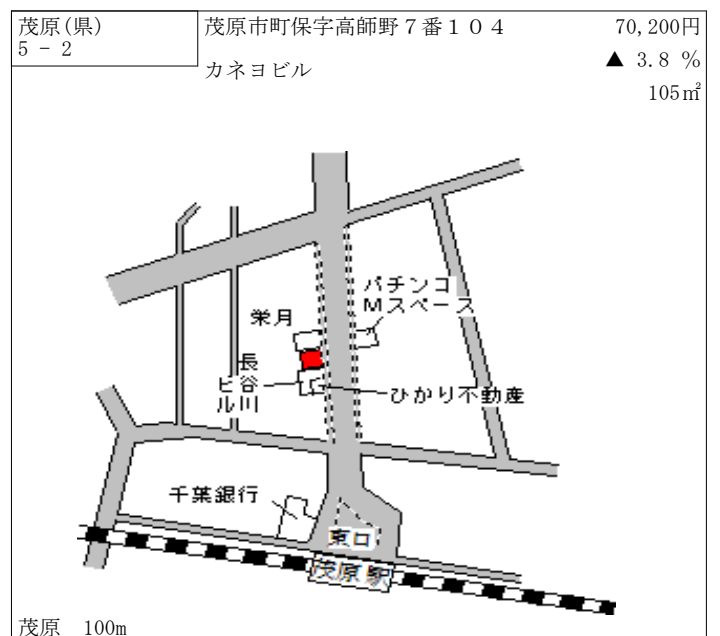 茂原(県)
5 － 2
茂原市町保字高師野７番１０４
カネヨビル
70,200円
▲ 3.8 %
105㎡
パチンコ
Mスペース
栄月
長谷川
ビル
ひかり不動産
千葉銀行
東口
茂原駅
茂原 100m